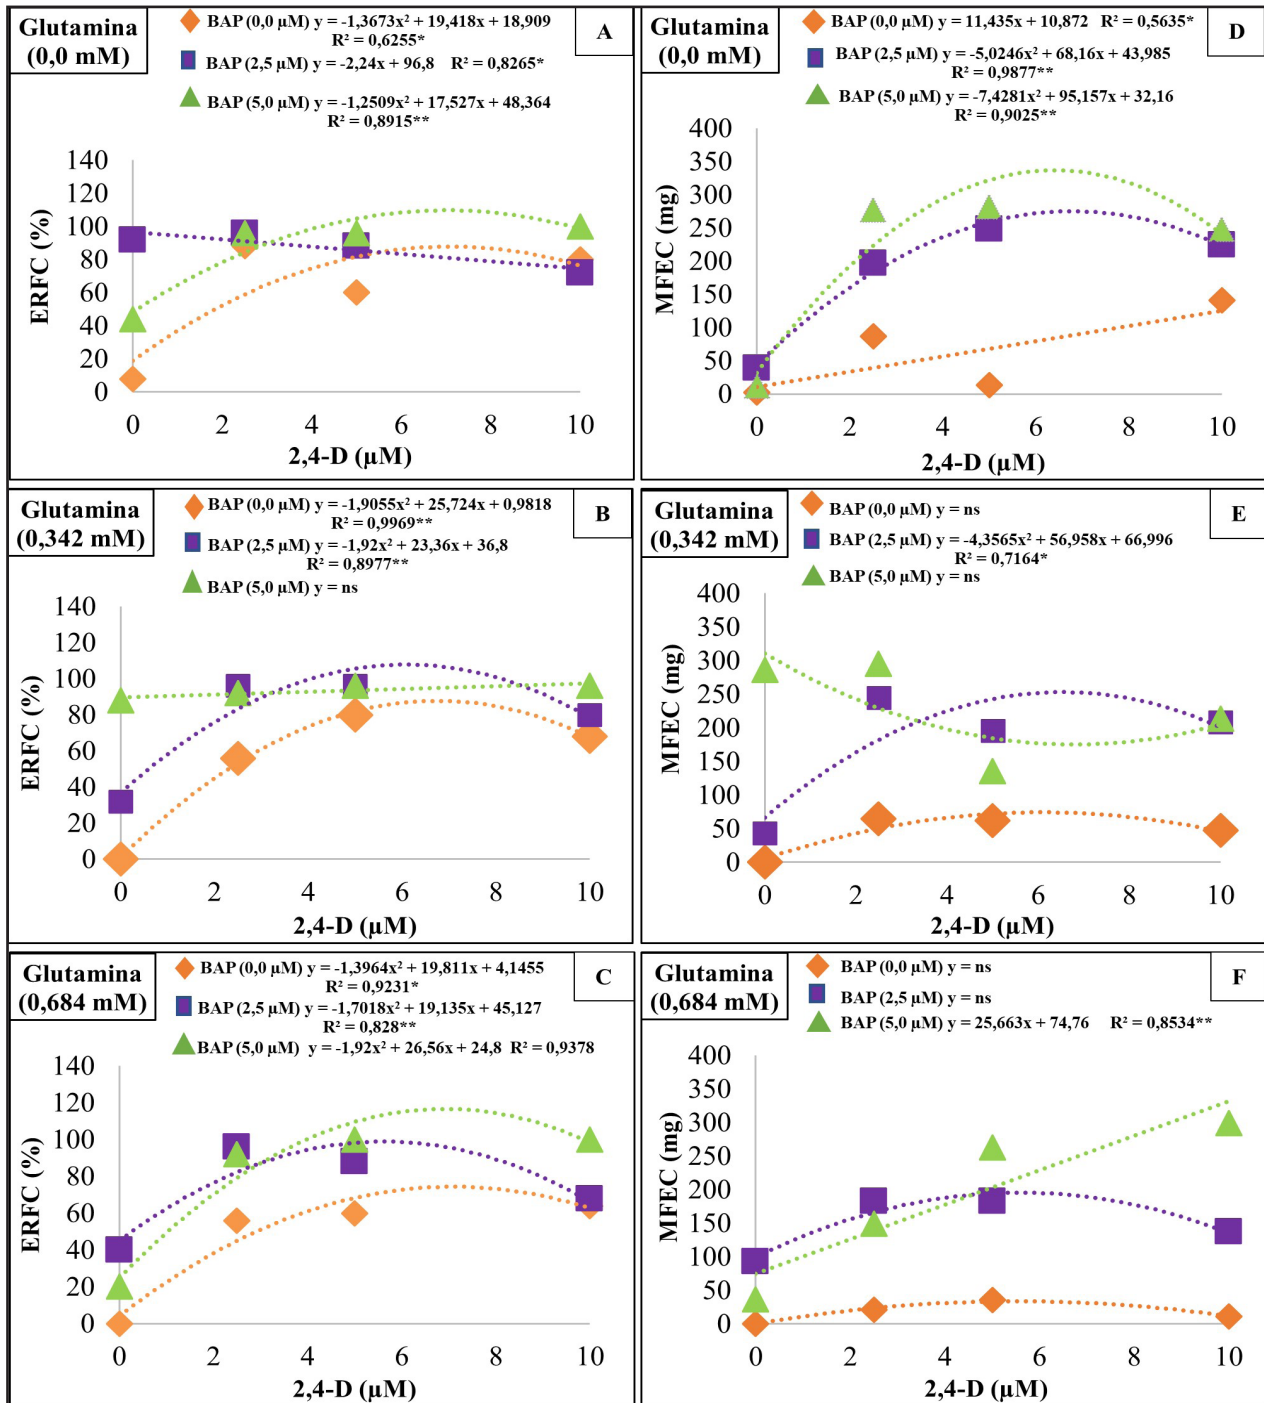 Glutamina
(0,0 mM)
A
BAP (0,0 µM) y = -1,3673x² + 19,418x + 18,909
R² = 0,6255*
BAP (2,5 µM) y = -2,24x + 96,8 R² = 0,8265*
BAP (5,0 µM) y = -1,2509x² + 17,527x + 48,364
R² = 0,8915**
ERFC (%)
140
120
100
80
60
40
20
0
0 2 4 6 8 10
2,4-D (µM)
Glutamina
(0,0 mM)
D
BAP (0,0 µM) y = 11,435x + 10,872 R² = 0,5635*
BAP (2,5 µM) y = -5,0246x² + 68,16x + 43,985
R² = 0,9877**
BAP (5,0 µM) y = -7,4281x² + 95,157x + 32,16
R² = 0,9025**
MFEC (mg)
400
350
300
250
200
150
100
50
0
0 2 4 6 8 10
2,4-D (µM)
Glutamina
(0,342 mM)
B
BAP (0,0 µM) y = -1,9055x² + 25,724x + 0,9818
R² = 0,9969**
BAP (2,5 µM) y = -1,92x² + 23,36x + 36,8
R² = 0,8977**
BAP (5,0 µM) y = ns
ERFC (%)
140
120
100
80
60
40
20
0
0 2 4 6 8 10
2,4-D (µM)
Glutamina
(0,342 mM)
E
BAP (0,0 µM) y = ns
BAP (2,5 µM) y = -4,3565x² + 56,958x + 66,996
R² = 0,7164*
BAP (5,0 µM) y = ns
MFEC (mg)
400
350
300
250
200
150
100
50
0
0 2 4 6 8 10
2,4-D (µM)
Glutamina
(0,684 mM)
C
BAP (0,0 µM) y = -1,3964x² + 19,811x + 4,1455
R² = 0,9231*
BAP (2,5 µM) y = -1,7018x² + 19,135x + 45,127
R² = 0,828**
BAP (5,0 µM) y = -1,92x² + 26,56x + 24,8 R² = 0,9378
ERFC (%)
140
120
100
80
60
40
20
0
0 2 4 6 8 10
2,4-D (µM)
Glutamina
(0,684 mM)
F
BAP (0,0 µM) y = ns
BAP (2,5 µM) y = ns
BAP (5,0 µM) y = 25,663x + 74,76 R² = 0,8534**
MFEC (mg)
400
350
300
250
200
150
100
50
0
0 2 4 6 8 10
2,4-D (µM)